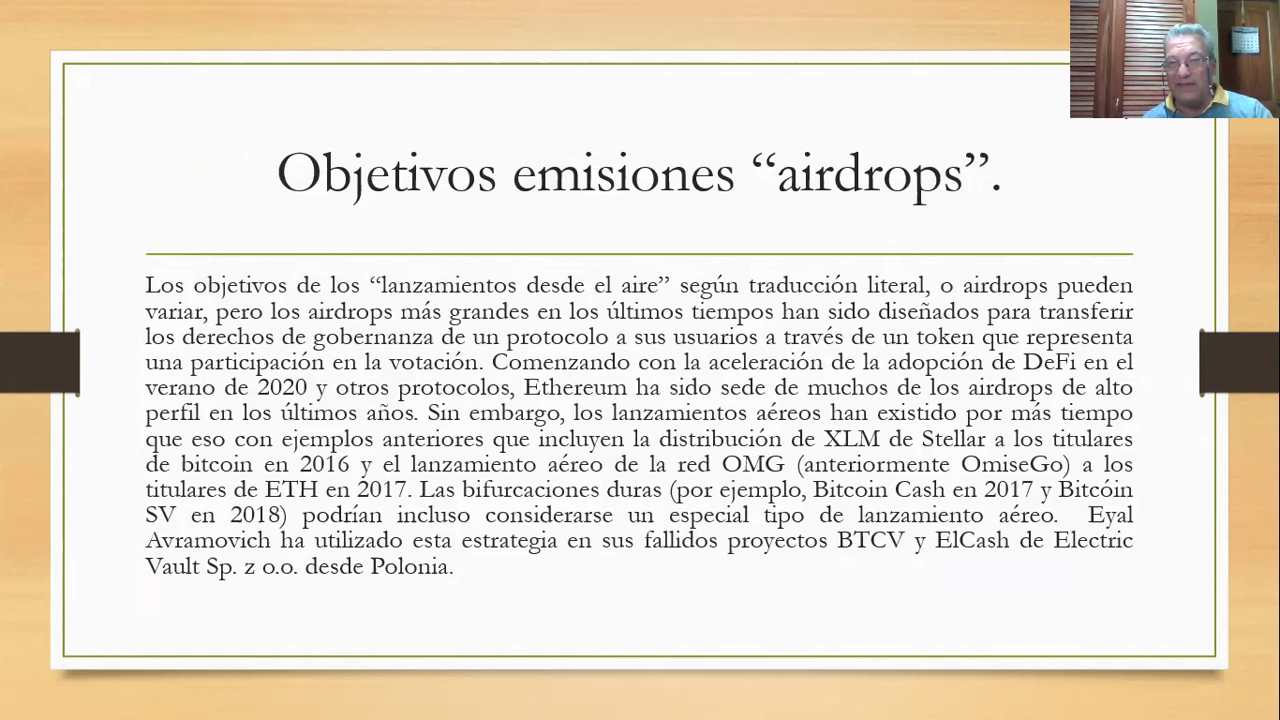 Objetivos emisiones “airdrops”.
Los objetivos de los “lanzamientos desde el aire” según traducción literal, o airdrops pueden
variar, pero los airdrops más grandes en los últimos tiempos han sido diseñados para transferir
los derechos de gobernanza de un protocolo a sus usuarios a través de un token que representa
una participación en la votación. Comenzando con la aceleración de la adopción de DeFi en el
verano de 2020 y otros protocolos, Ethereum ha sido sede de muchos de los airdrops de alto
perfil en los últimos años. Sin embargo, los lanzamientos aéreos han existido por más tiempo
que eso con ejemplos anteriores que incluyen la distribución de XLM de Stellar a los titulares
de bitcoin en 2016 y el lanzamiento aéreo de la red OMG (anteriormente OmiseGo) a los
titulares de ETH en 2017. Las bifurcaciones duras (por ejemplo, Bitcoin Cash en 2017 y Bitcóin
SV en 2018) podrían incluso considerarse un especial tipo de lanzamiento aéreo. Eyal
Avramovich ha utilizado esta estrategia en sus fallidos proyectos BTCV y ElCash de Electric
Vault Sp. z o.o. desde Polonia.